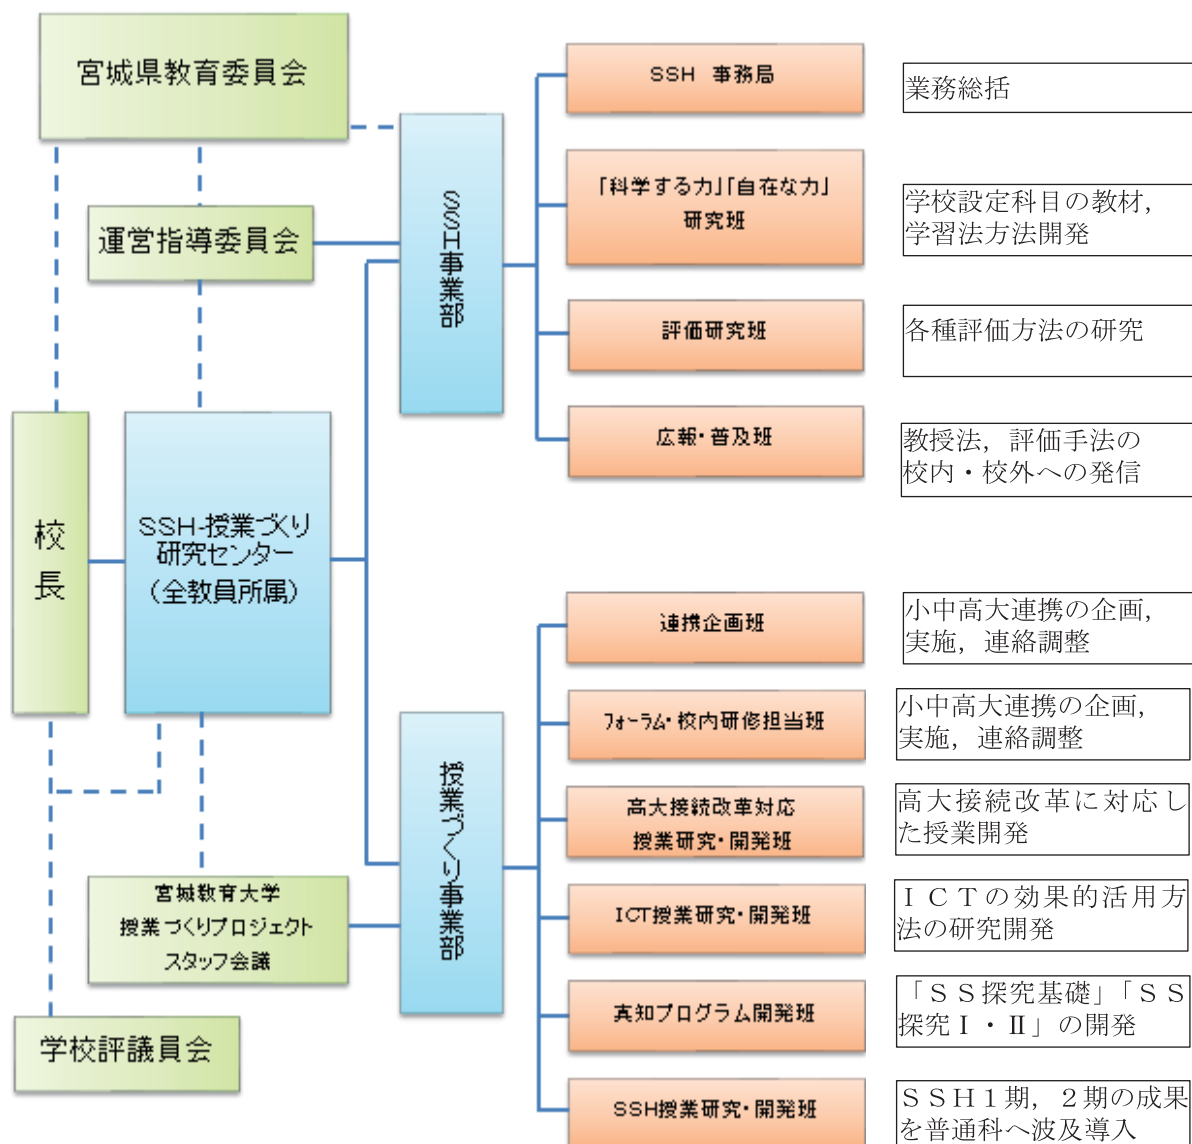 宮城県教育委員会
運営指導委員会
校長
SSH-授業づくり
研究センター
（全教員所属）
宮城教育大学
授業づくりプロジェクト
スタッフ会議
学校評議員会
SSH事業部
授業づくり事業部
SSH 事務局
業務総括
「科学する力」「自在な力」
研究班
学校設定科目の教材，
学習法方法開発
評価研究班
各種評価方法の研究
広報・普及班
教授法，評価手法の
校内・校外への発信
連携企画班
小中高大連携の企画，
実施，連絡調整
フォーラム・校内研修担当班
小中高大連携の企画，
実施，連絡調整
高大接続改革対応
授業研究・開発班
高大接続改革に対応し
た授業開発
ICT授業研究・開発班
ＩＣＴの効果的活用方
法の研究開発
真知プログラム開発班
「ＳＳ探究基礎」「ＳＳ
探究Ⅰ・Ⅱ」の開発
SSH授業研究・開発班
ＳＳＨ１期，２期の成果
を普通科へ波及導入